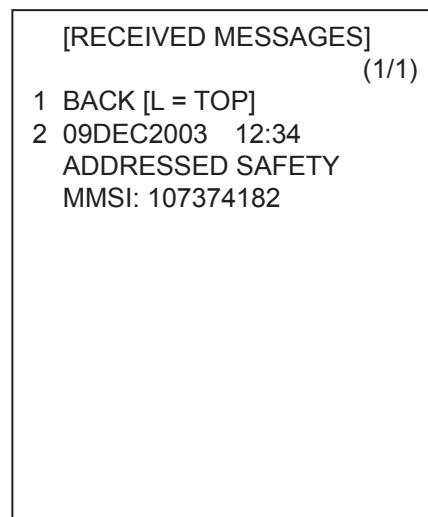 [RECEIVED MESSAGES]
(1/1)
1 BACK [L = TOP]
2 09DEC2003 12:34
ADDRESSED SAFETY
MMSI: 107374182